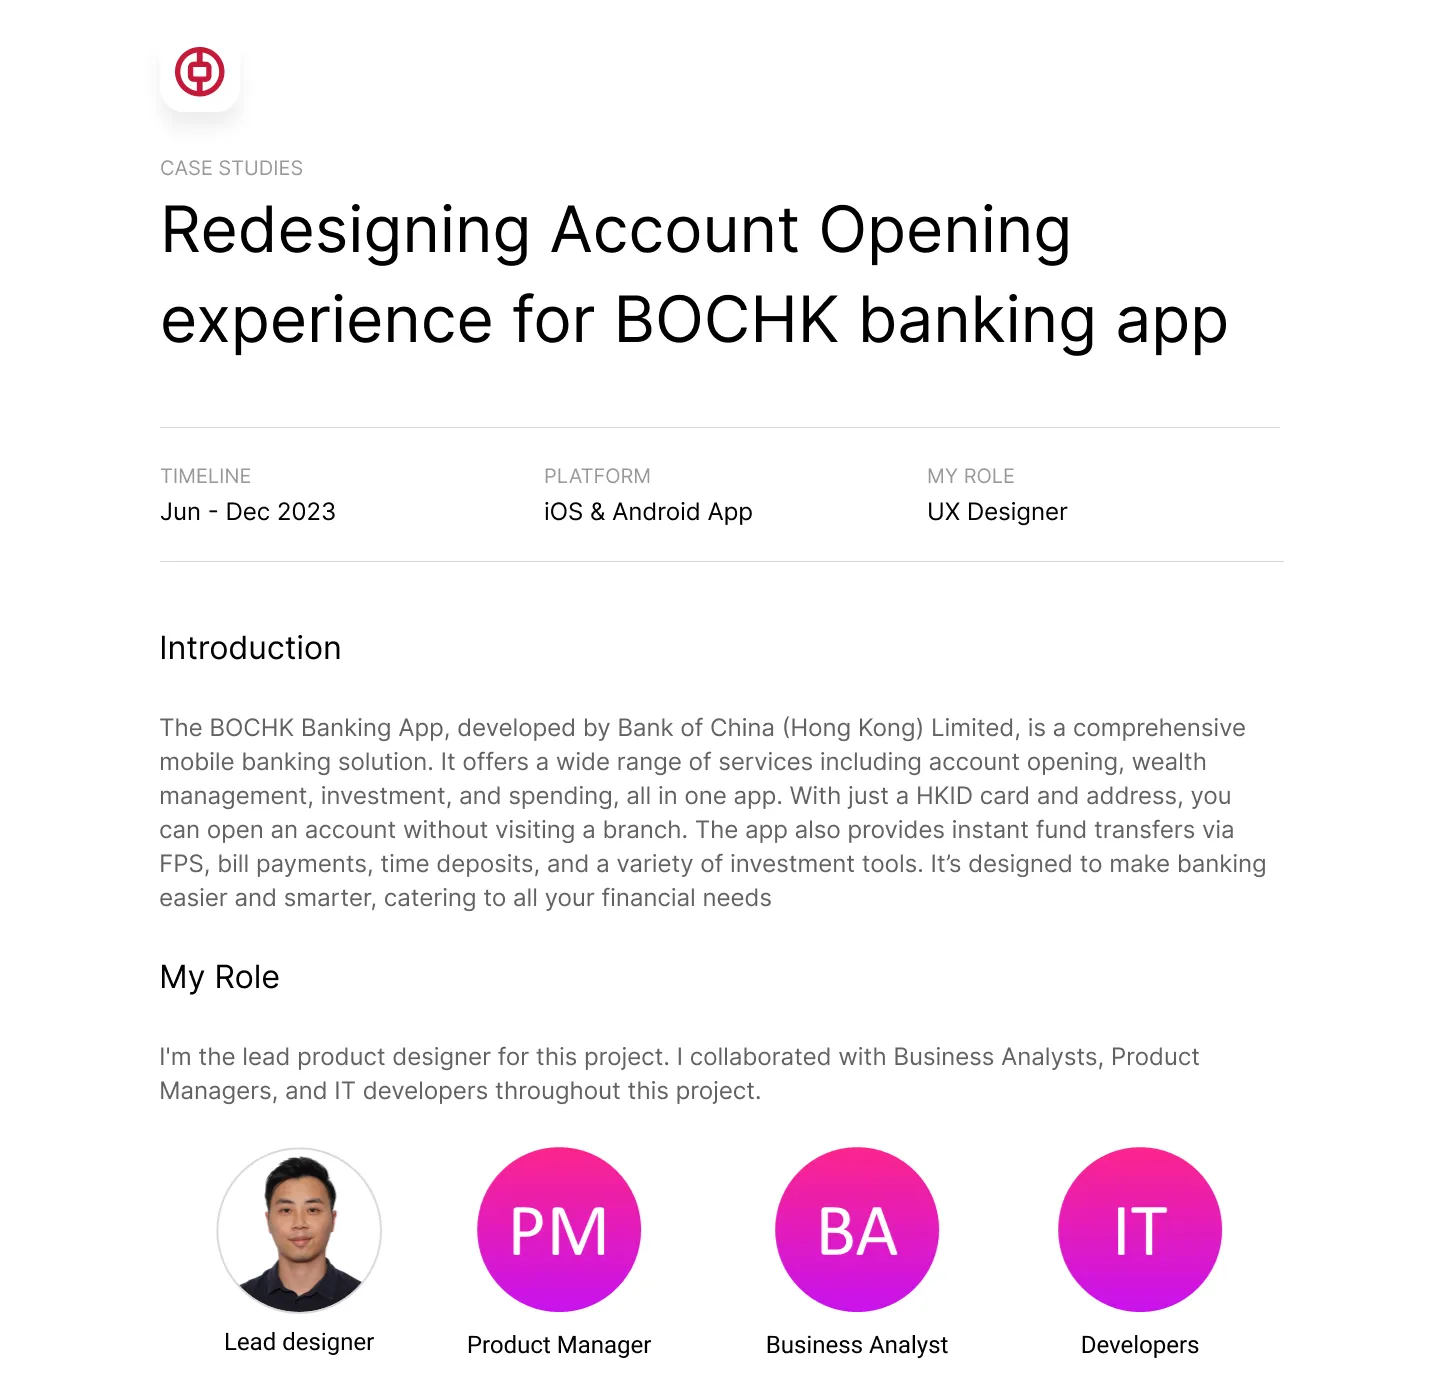 CASE STUDIES
Redesigning Account Opening
experience for BOCHK banking app
TIMELINE
Jun - Dec 2023
PLATFORM
iOS & Android App
MY ROLE
UX Designer
Introduction
The BOCHK Banking App, developed by Bank of China (Hong Kong) Limited, is a comprehensive
mobile banking solution. It offers a wide range of services including account opening, wealth
management, investment, and spending, all in one app. With just a HKID card and address, you
can open an account without visiting a branch. The app also provides instant fund transfers via
FPS, bill payments, time deposits, and a variety of investment tools. It’s designed to make banking
easier and smarter, catering to all your financial needs
My Role
I'm the lead product designer for this project. I collaborated with Business Analysts, Product
Managers, and IT developers throughout this project.
PM
BA
IT
Lead designer
Product Manager
Business Analyst
Developers